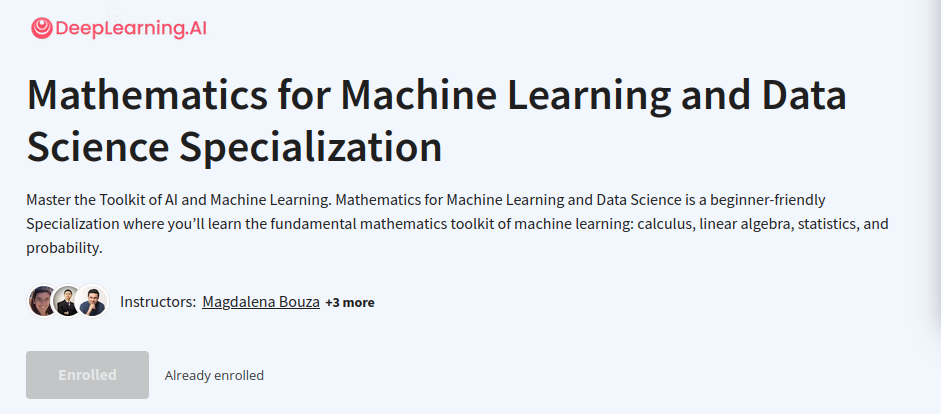 DeepLearning.AI
Mathematics for Machine Learning and Data
Science Specialization
Master the Toolkit of AI and Machine Learning. Mathematics for Machine Learning and Data Science is a beginner-friendly
Specialization where you’ll learn the fundamental mathematics toolkit of machine learning: calculus, linear algebra, statistics, and
probability.
Instructors: Magdalena Bouza +3 more
Enrolled Already enrolled